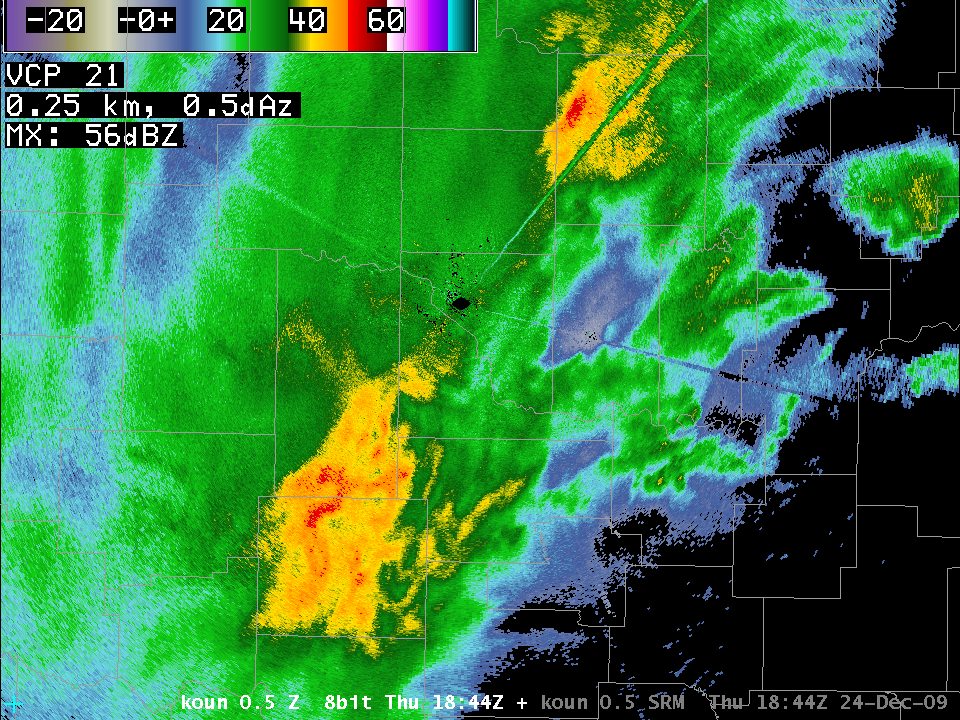 -20 -0+ 20 40 60
VCP 21
0.25 km, 0.5dAz
MX: 56dBZ
koun 0.5 Z 8bit Thu 18:44Z + koun 0.5 SRM Thu 18:44Z 24-Dec-09